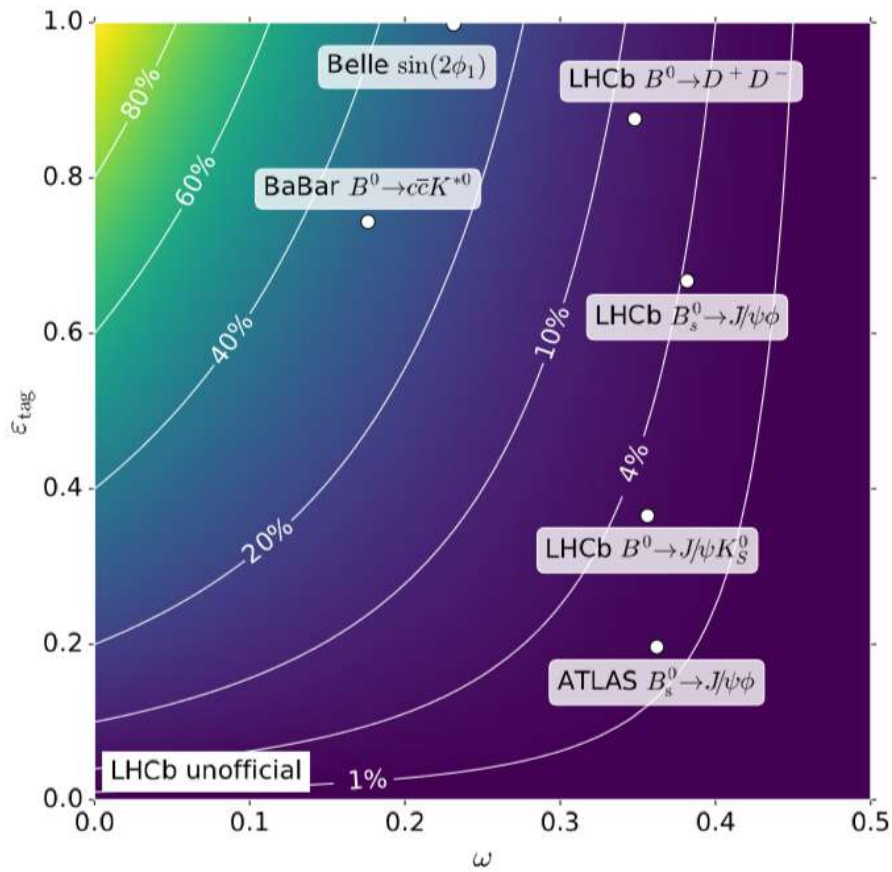 1.0
Belle sin(2ϕ₁)
LHCb B⁰→D⁺D⁻
80%
0.8
60%
BaBar B⁰→cc̅K*⁰
LHCb B⁰ₛ→J/ψϕ
0.6
40%
10%
ε_tag
4%
0.4
20%
LHCb B⁰→J/ψK⁰_S
0.2
ATLAS B⁰ₛ→J/ψϕ
LHCb unofficial
1%
0.0
0.0 0.1 0.2 0.3 0.4 0.5
ω